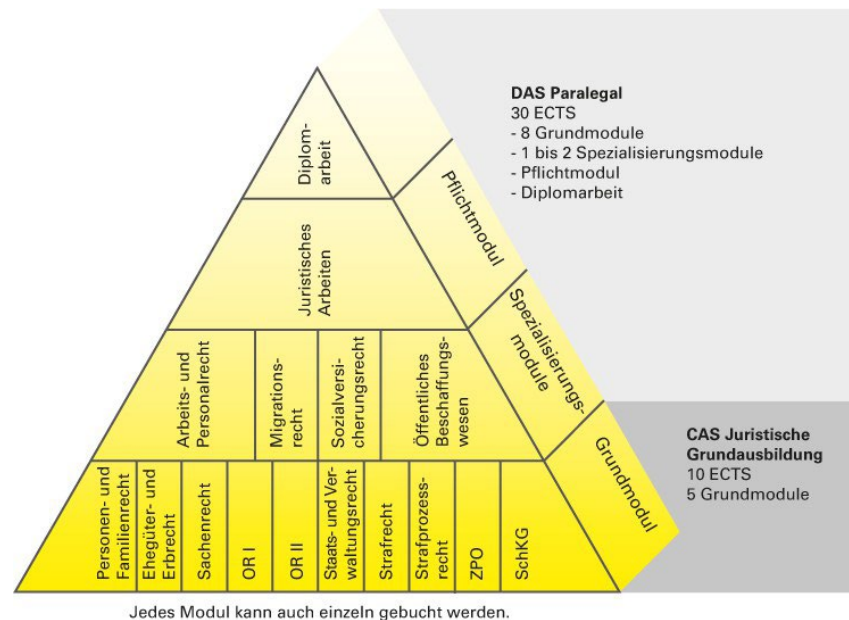 DAS Paralegal
30 ECTS
- 8 Grundmodule
- 1 bis 2 Spezialisierungsmodule
- Pflichtmodul
- Diplomarbeit
Diplom-
arbeit
Pflichtmodul
Juristisches
Arbeiten
Spezialisierungs-
module
Arbeits- und
Personalrecht
Migrations-
recht
Sozialversi-
cherungsrecht
Öffentliches
Beschaffungs-
wesen
Grundmodul
CAS Juristische
Grundausbildung
10 ECTS
5 Grundmodule
Personen- und
Familienrecht
Ehegüter- und
Erbrecht
Sachenrecht
OR I
OR II
Staats- und Ver-
waltungsrecht
Strafrecht
Strafprozess-
recht
ZPO
SchKG
Jedes Modul kann auch einzeln gebucht werden.